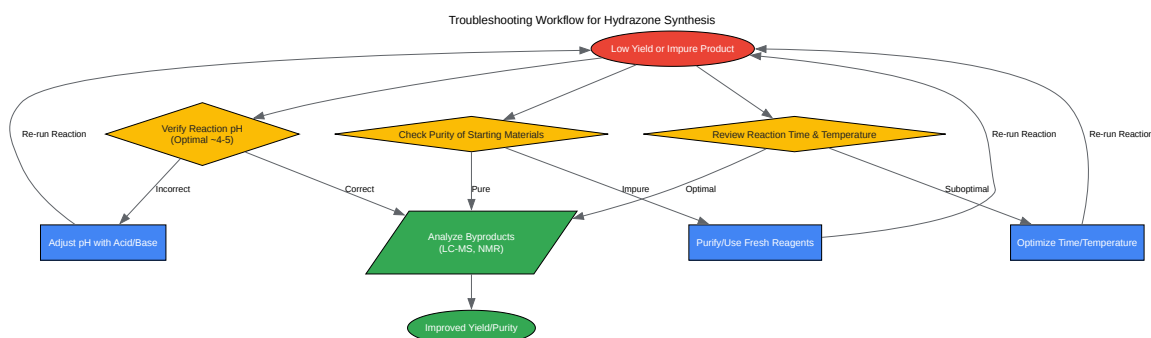 Troubleshooting Workflow for Hydrazone Synthesis
Low Yield or Impure Product
Re-run Reaction
Verify Reaction pH
(Optimal ~4-5)
Check Purity of Starting Materials
Review Reaction Time & Temperature
Re-run Reaction
Re-run Reaction
Incorrect
Correct
Pure
Impure
Optimal
Suboptimal
Adjust pH with Acid/Base
Analyze Byproducts
(LC-MS, NMR)
Purify/Use Fresh Reagents
Optimize Time/Temperature
Improved Yield/Purity